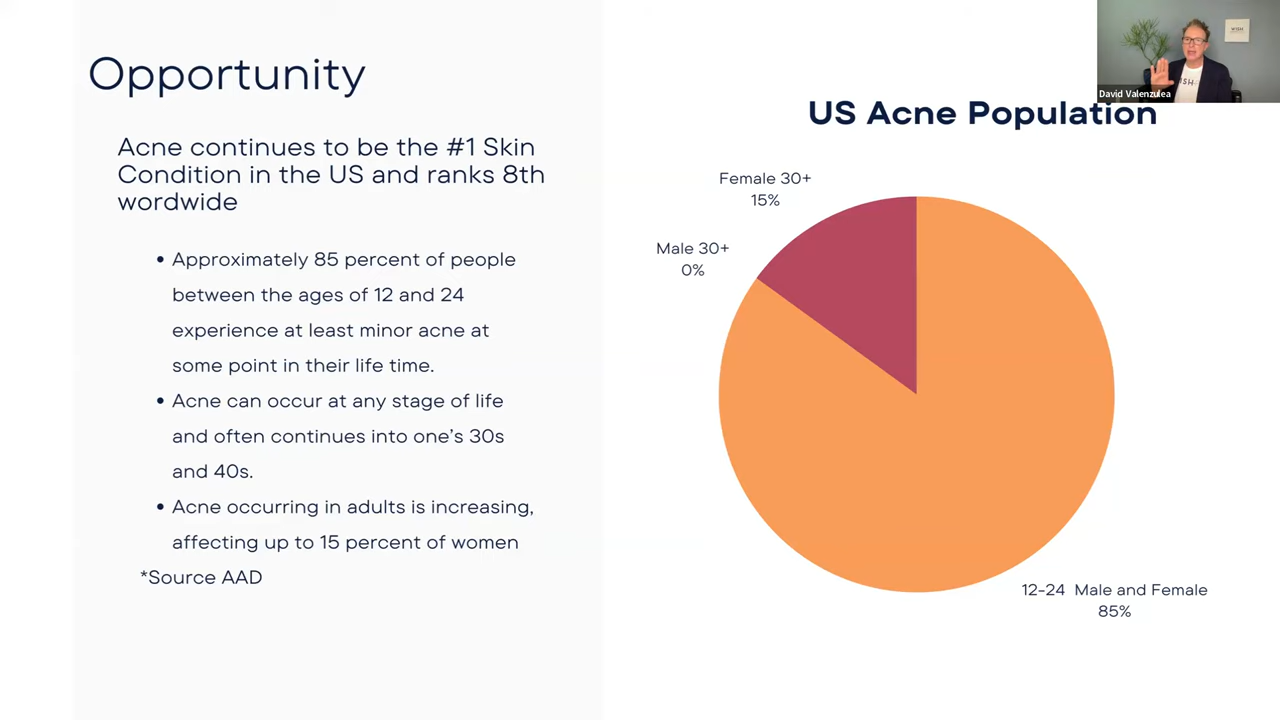 Opportunity
Acne continues to be the #1 Skin
Condition in the US and ranks 8th
wordwide
• Approximately 85 percent of people
between the ages of 12 and 24
experience at least minor acne at
some point in their life time.
• Acne can occur at any stage of life
and often continues into one's 30s
and 40s.
• Acne occurring in adults is increasing,
affecting up to 15 percent of women
*Source AAD
David Valenzulea
US Acne Population
Female 30+
15%
Male 30+
0%
12-24 Male and Female
85%